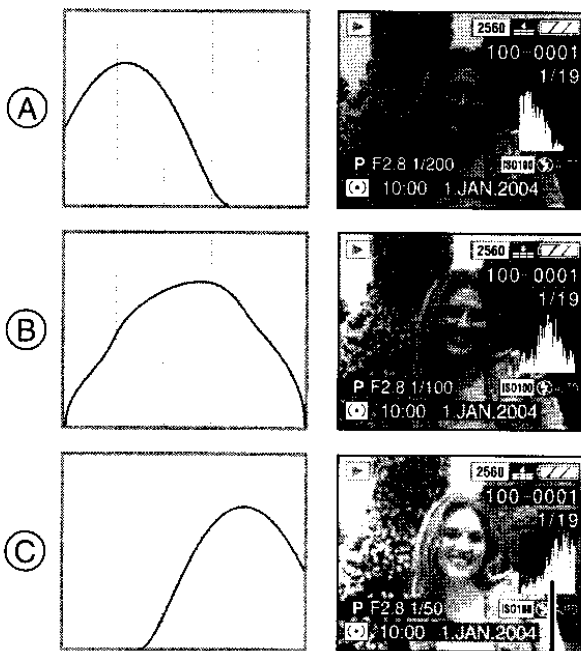 A
2560
100-0001
1/19
P F2.8 1/200 ISO100
10:00 1.JAN.2004
B
2560
100-0001
1/19
P F2.8 1/100 ISO100
10:00 1.JAN.2004
C
2560
100-0001
1/19
P F2.8 1/50 ISO100
10:00 1.JAN.2004